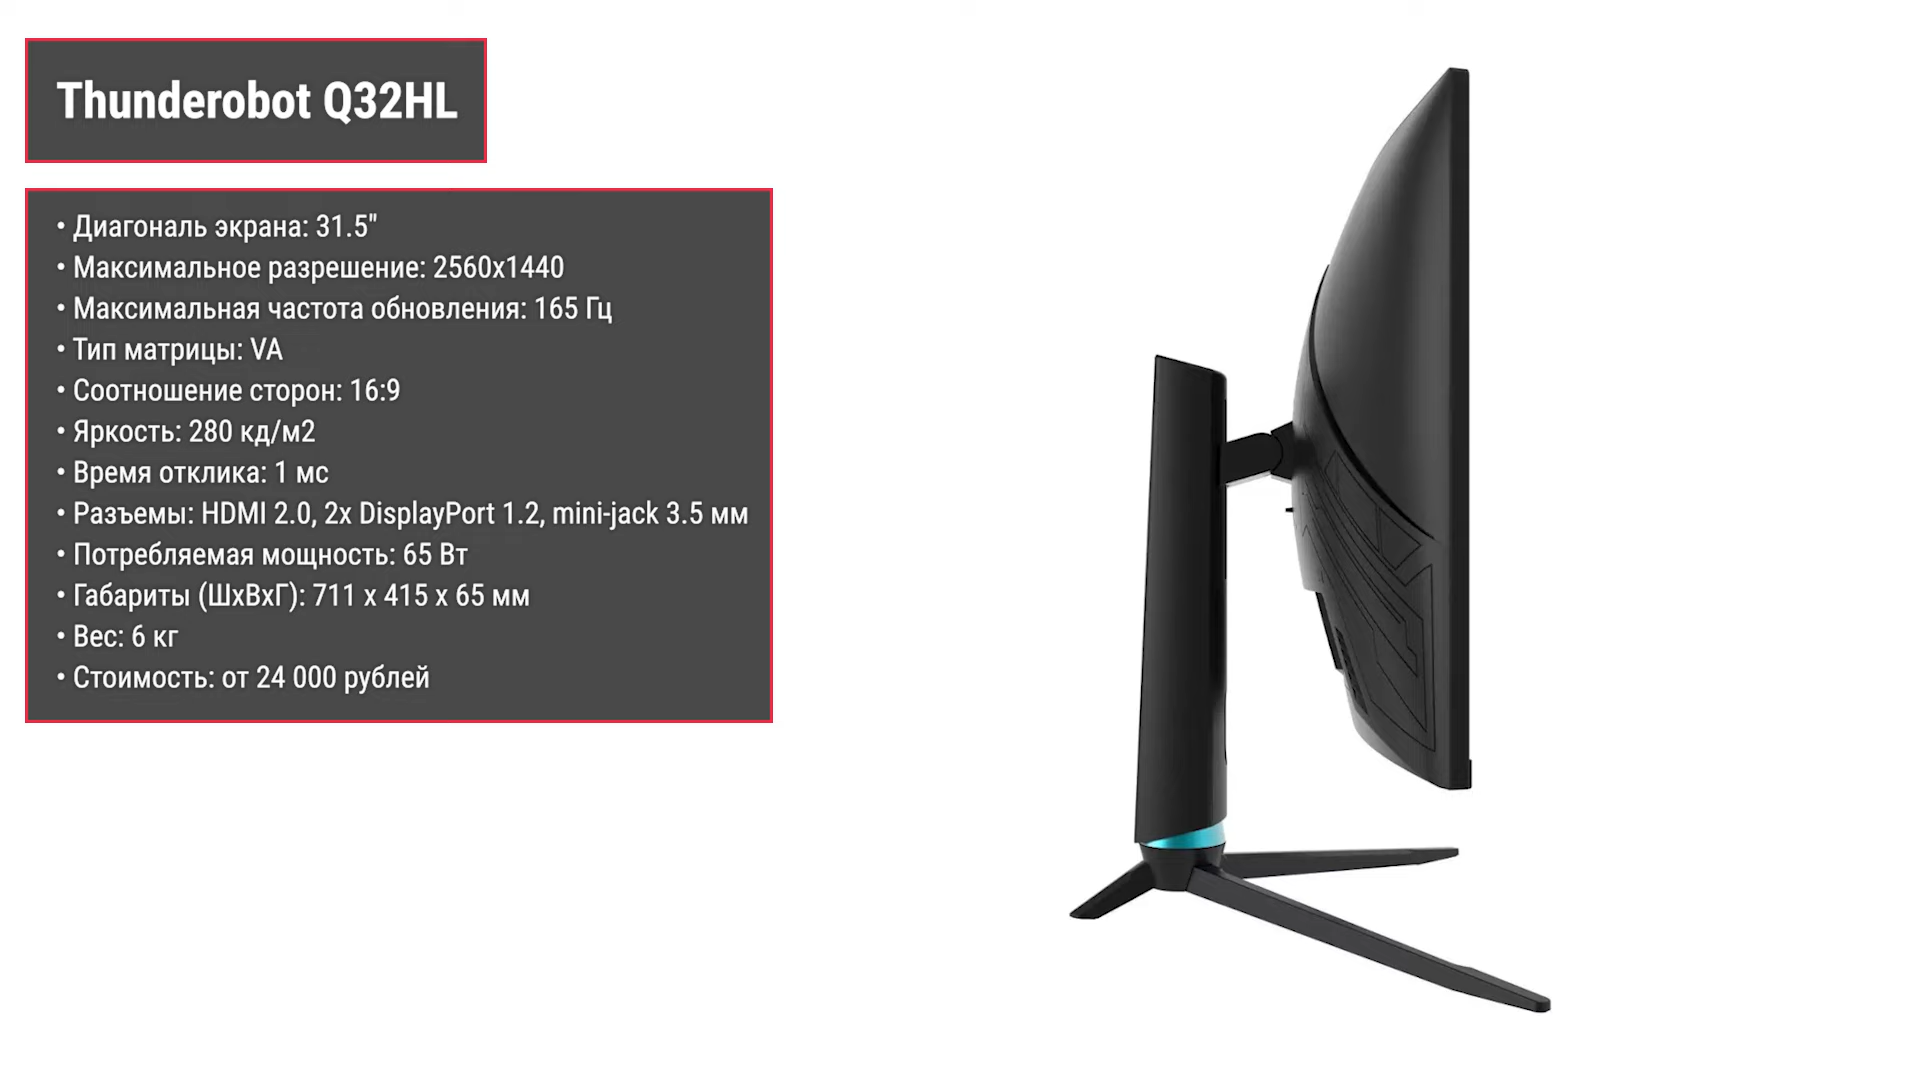 Thunderobot Q32HL
• Диагональ экрана: 31.5"
• Максимальное разрешение: 2560x1440
• Максимальная частота обновления: 165 Гц
• Тип матрицы: VA
• Соотношение сторон: 16:9
• Яркость: 280 кд/м2
• Время отклика: 1 мс
• Разъемы: HDMI 2.0, 2x DisplayPort 1.2, mini-jack 3.5 мм
• Потребляемая мощность: 65 Вт
• Габариты (ШхВхГ): 711 x 415 x 65 мм
• Вес: 6 кг
• Стоимость: от 24 000 рублей